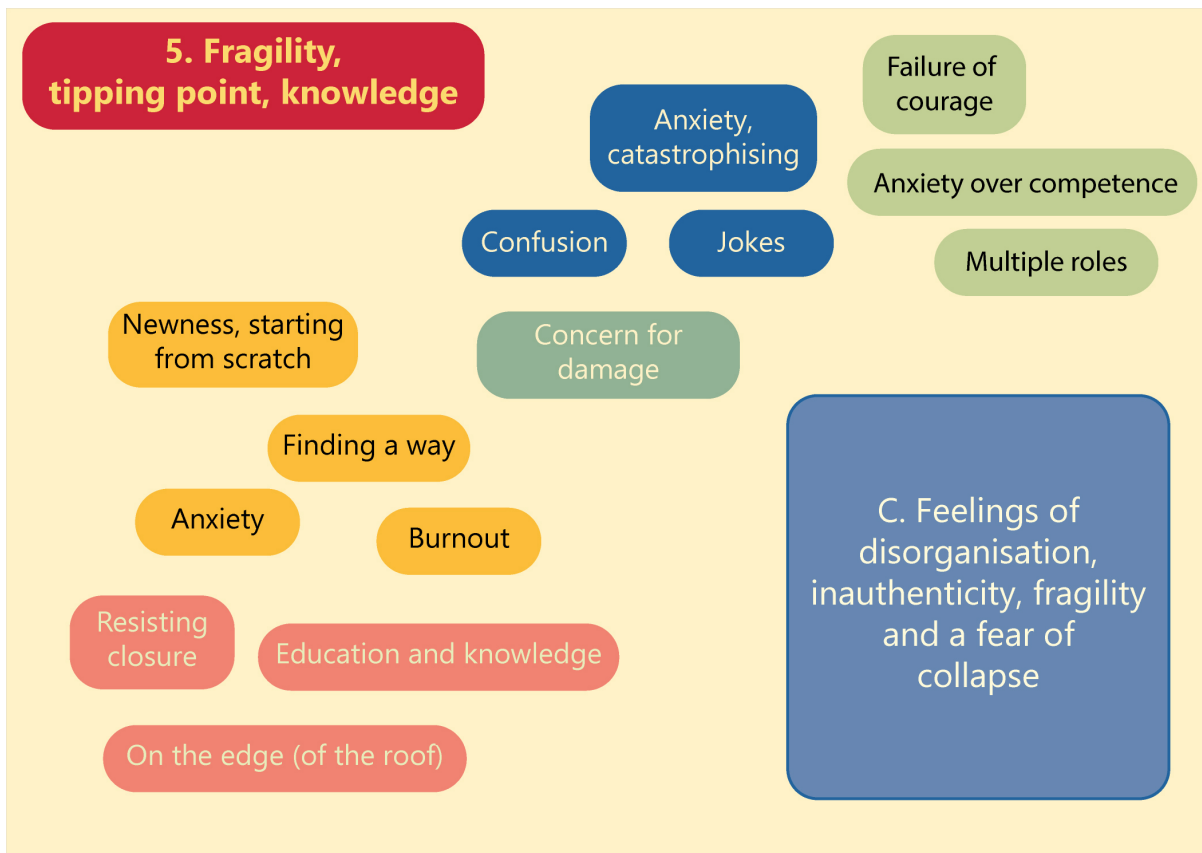 5. Fragility,
tipping point, knowledge
Failure of
courage
Anxiety,
catastrophising
Anxiety over competence
Confusion
Jokes
Multiple roles
Newness, starting
from scratch
Concern for
damage
Finding a way
Anxiety
Burnout
C. Feelings of
disorganisation,
inauthenticity, fragility
and a fear of
collapse
Resisting
closure
Education and knowledge
On the edge (of the roof)